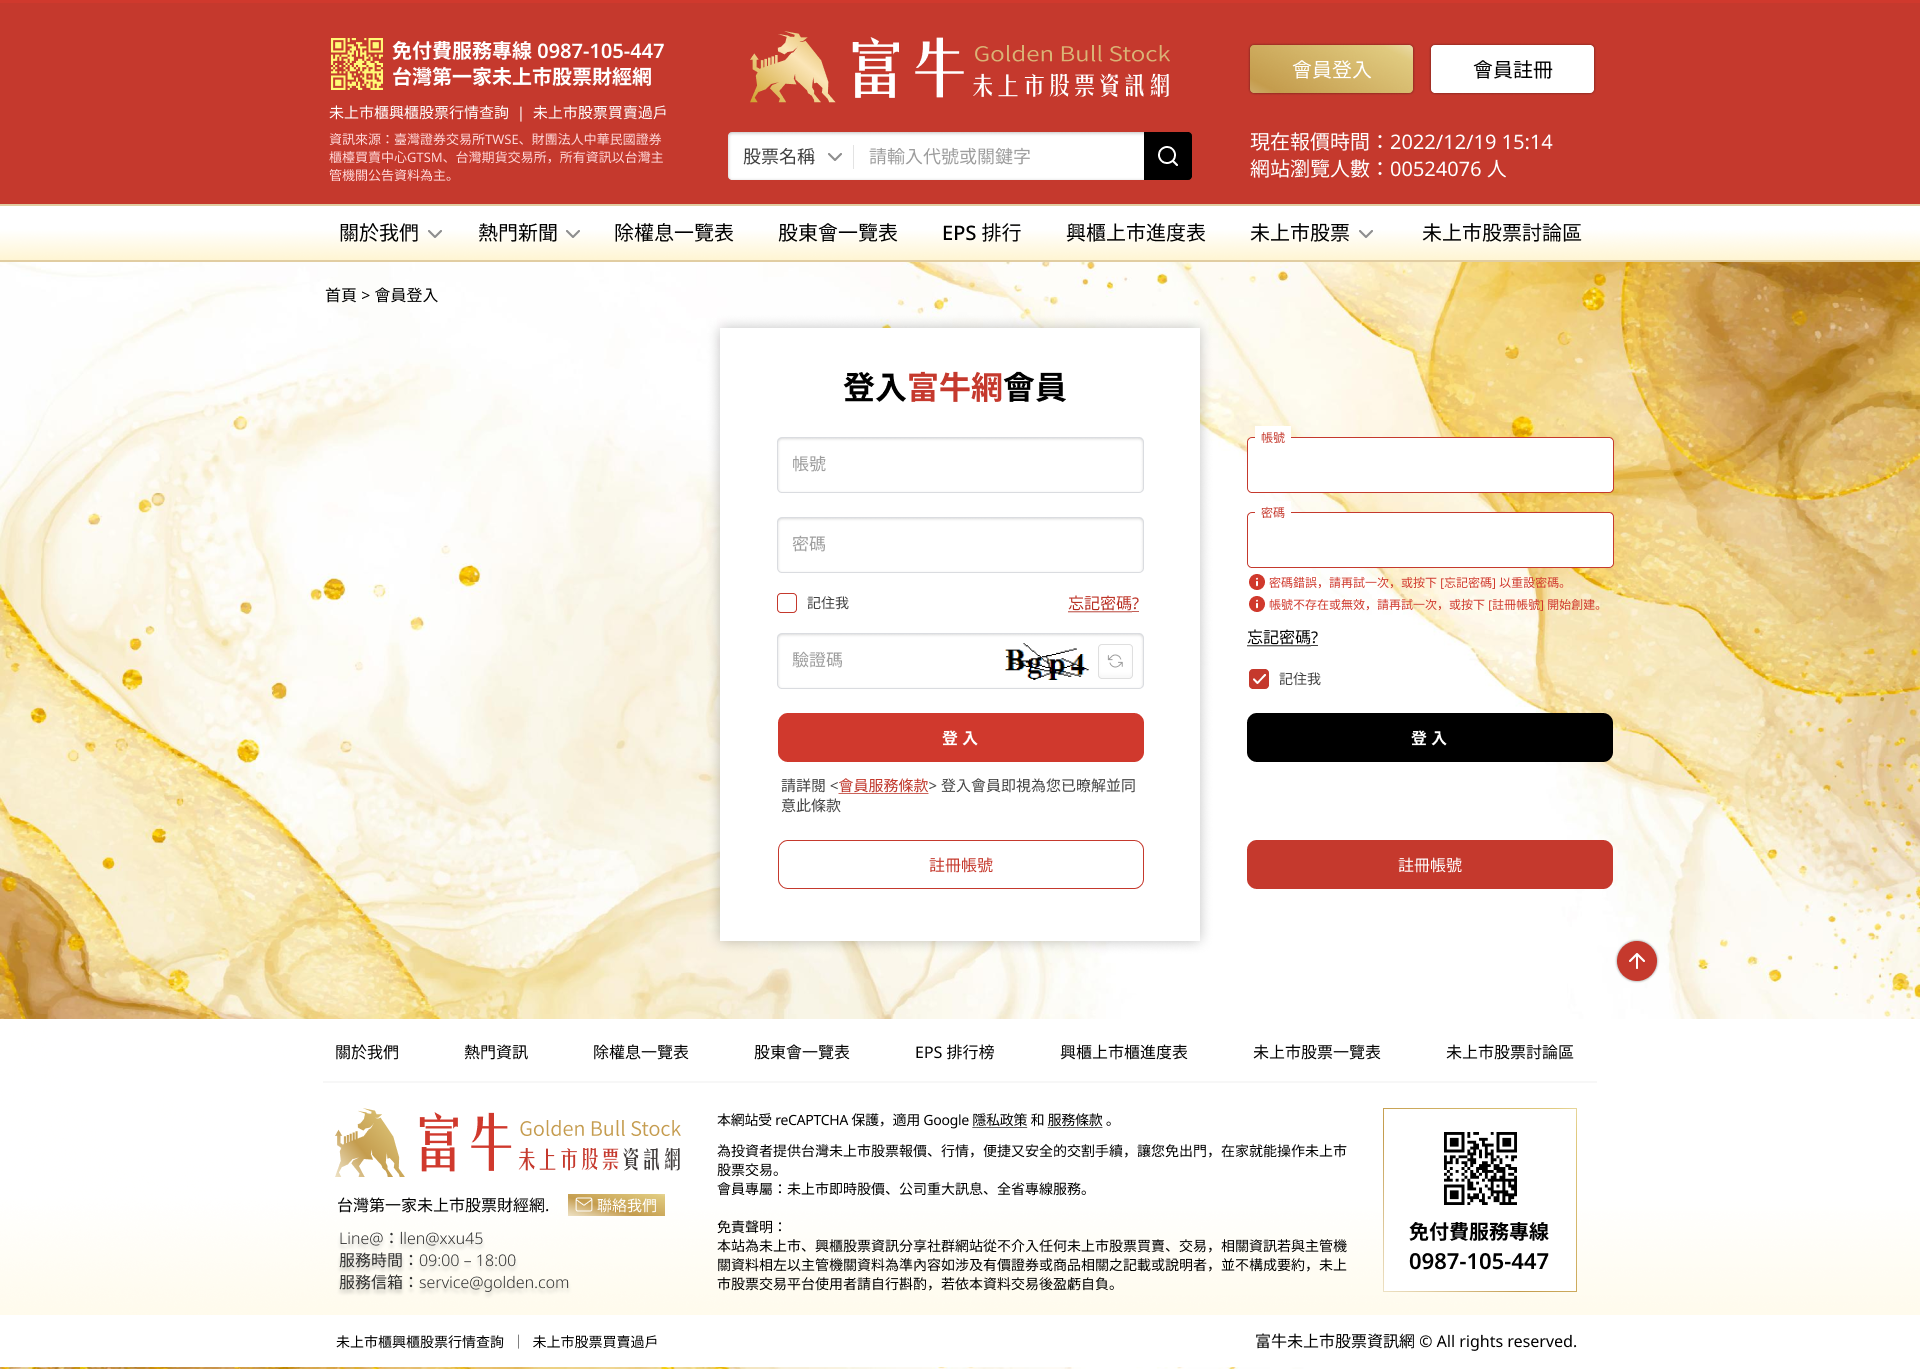 免付費服務專線 0987-105-447
台灣第一家未上市股票財經網
未上市櫃興櫃股票行情查詢 | 未上市股票買賣過戶
資訊來源：臺灣證券交易所TWSE、財團法人中華民國證券
櫃檯買賣中心GTSM、台灣期貨交易所，所有資訊以台灣主
管機關公告資料為主。
富牛 Golden Bull Stock
未上市股票資訊網
股票名稱 請輸入代號或關鍵字
會員登入 會員註冊
現在報價時間：2022/12/19 15:14
網站瀏覽人數：00524076 人
關於我們 熱門新聞 除權息一覽表 股東會一覽表 EPS 排行 興櫃上市進度表 未上市股票 未上市股票討論區
首頁 > 會員登入
登入富牛網會員
帳號
密碼
記住我 忘記密碼?
驗證碼 Bgp4
登 入
請詳閱 <會員服務條款> 登入會員即視為您已暸解並同
意此條款
註冊帳號
帳號
密碼
密碼錯誤，請再試一次，或按下 [忘記密碼] 以重設密碼。
帳號不存在或無效，請再試一次，或按下 [註冊帳號] 開始創建。
忘記密碼?
記住我
登 入
註冊帳號
關於我們 熱門資訊 除權息一覽表 股東會一覽表 EPS 排行榜 興櫃上市櫃進度表 未上市股票一覽表 未上市股票討論區
富牛 Golden Bull Stock
未上市股票資訊網
台灣第一家未上市股票財經網. 聯絡我們
Line@：llen@xxu45
服務時間：09:00 – 18:00
服務信箱：service@golden.com
本網站受 reCAPTCHA 保護，適用 Google 隱私政策 和 服務條款 。
為投資者提供台灣未上市股票報價、行情，便捷又安全的交割手續，讓您免出門，在家就能操作未上市
股票交易。
會員專屬：未上市即時股價、公司重大訊息、全省專線服務。
免責聲明：
本站為未上市、興櫃股票資訊分享社群網站從不介入任何未上市股票買賣、交易，相關資訊若與主管機
關資料相左以主管機關資料為準內容如涉及有價證券或商品相關之記載或說明者，並不構成要約，未上
市股票交易平台使用者請自行斟酌，若依本資料交易後盈虧自負。
免付費服務專線
0987-105-447
未上市櫃興櫃股票行情查詢 | 未上市股票買賣過戶
富牛未上市股票資訊網 © All rights reserved.